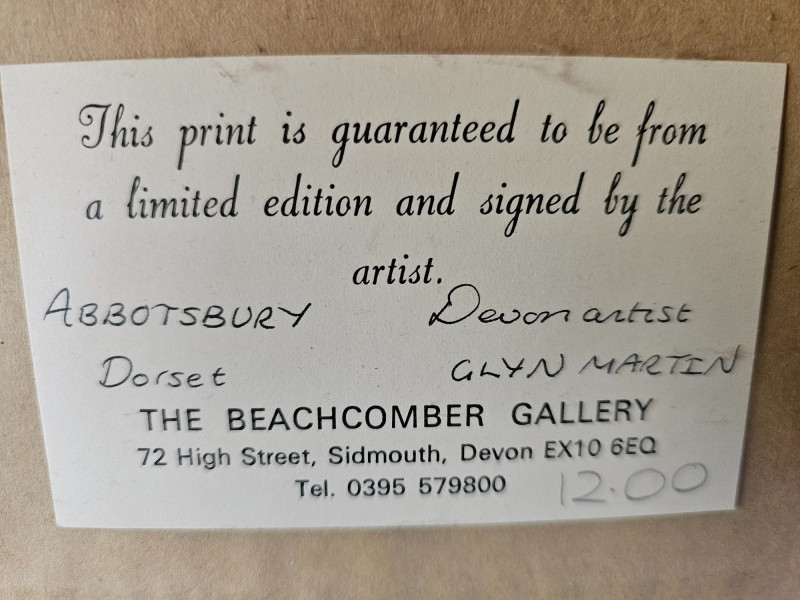 This print is guaranteed to be from
a limited edition and signed by the
artist.
ABBOTSBURY Devon artist
Dorset GLYN MARTIN
THE BEACHCOMBER GALLERY
72 High Street, Sidmouth, Devon EX10 6EQ
Tel. 0395 579800 12.00